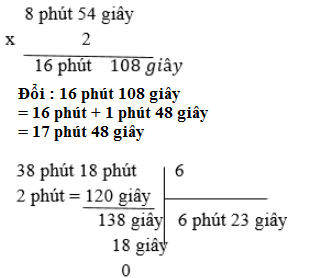 8 phút 54 giây
x 2
16 phút 108 giây
Đổi : 16 phút 108 giây
= 16 phút + 1 phút 48 giây
= 17 phút 48 giây
38 phút 18 phút 6
2 phút = 120 giây
138 giây 6 phút 23 giây
18 giây
0